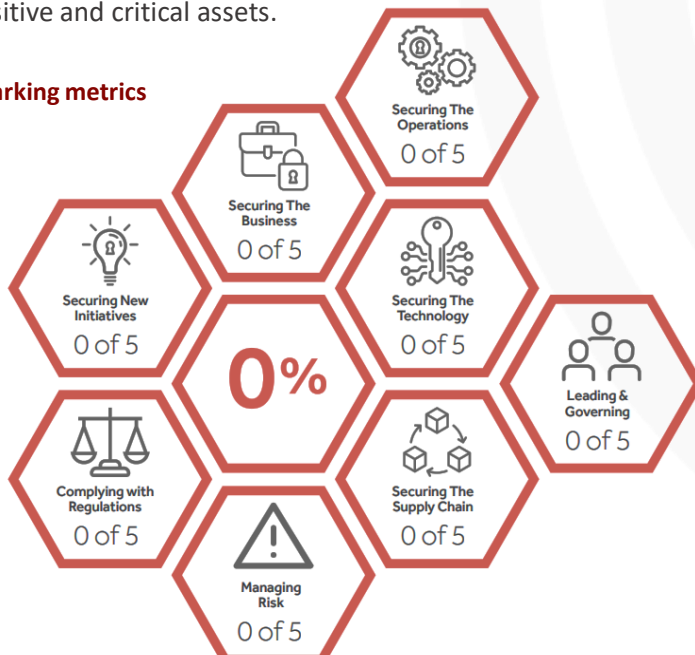 sitive and critical assets.
arking metrics
Securing The
Operations
0 of 5
Securing The
Business
0 of 5
Securing New
Initiatives
0 of 5
Securing The
Technology
0 of 5
0%
Leading &
Governing
0 of 5
Complying with
Regulations
0 of 5
Securing The
Supply Chain
0 of 5
Managing
Risk
0 of 5